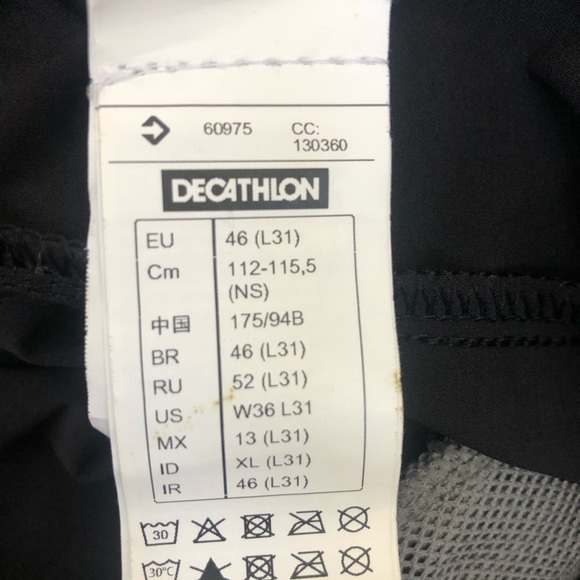 60975 CC:
130360
DECATHLON
EU 46 (L31)
Cm 112-115,5
(NS)
中国 175/94B
BR 46 (L31)
RU 52 (L31)
US W36 L31
MX 13 (L31)
ID XL (L31)
IR 46 (L31)
30
30°C